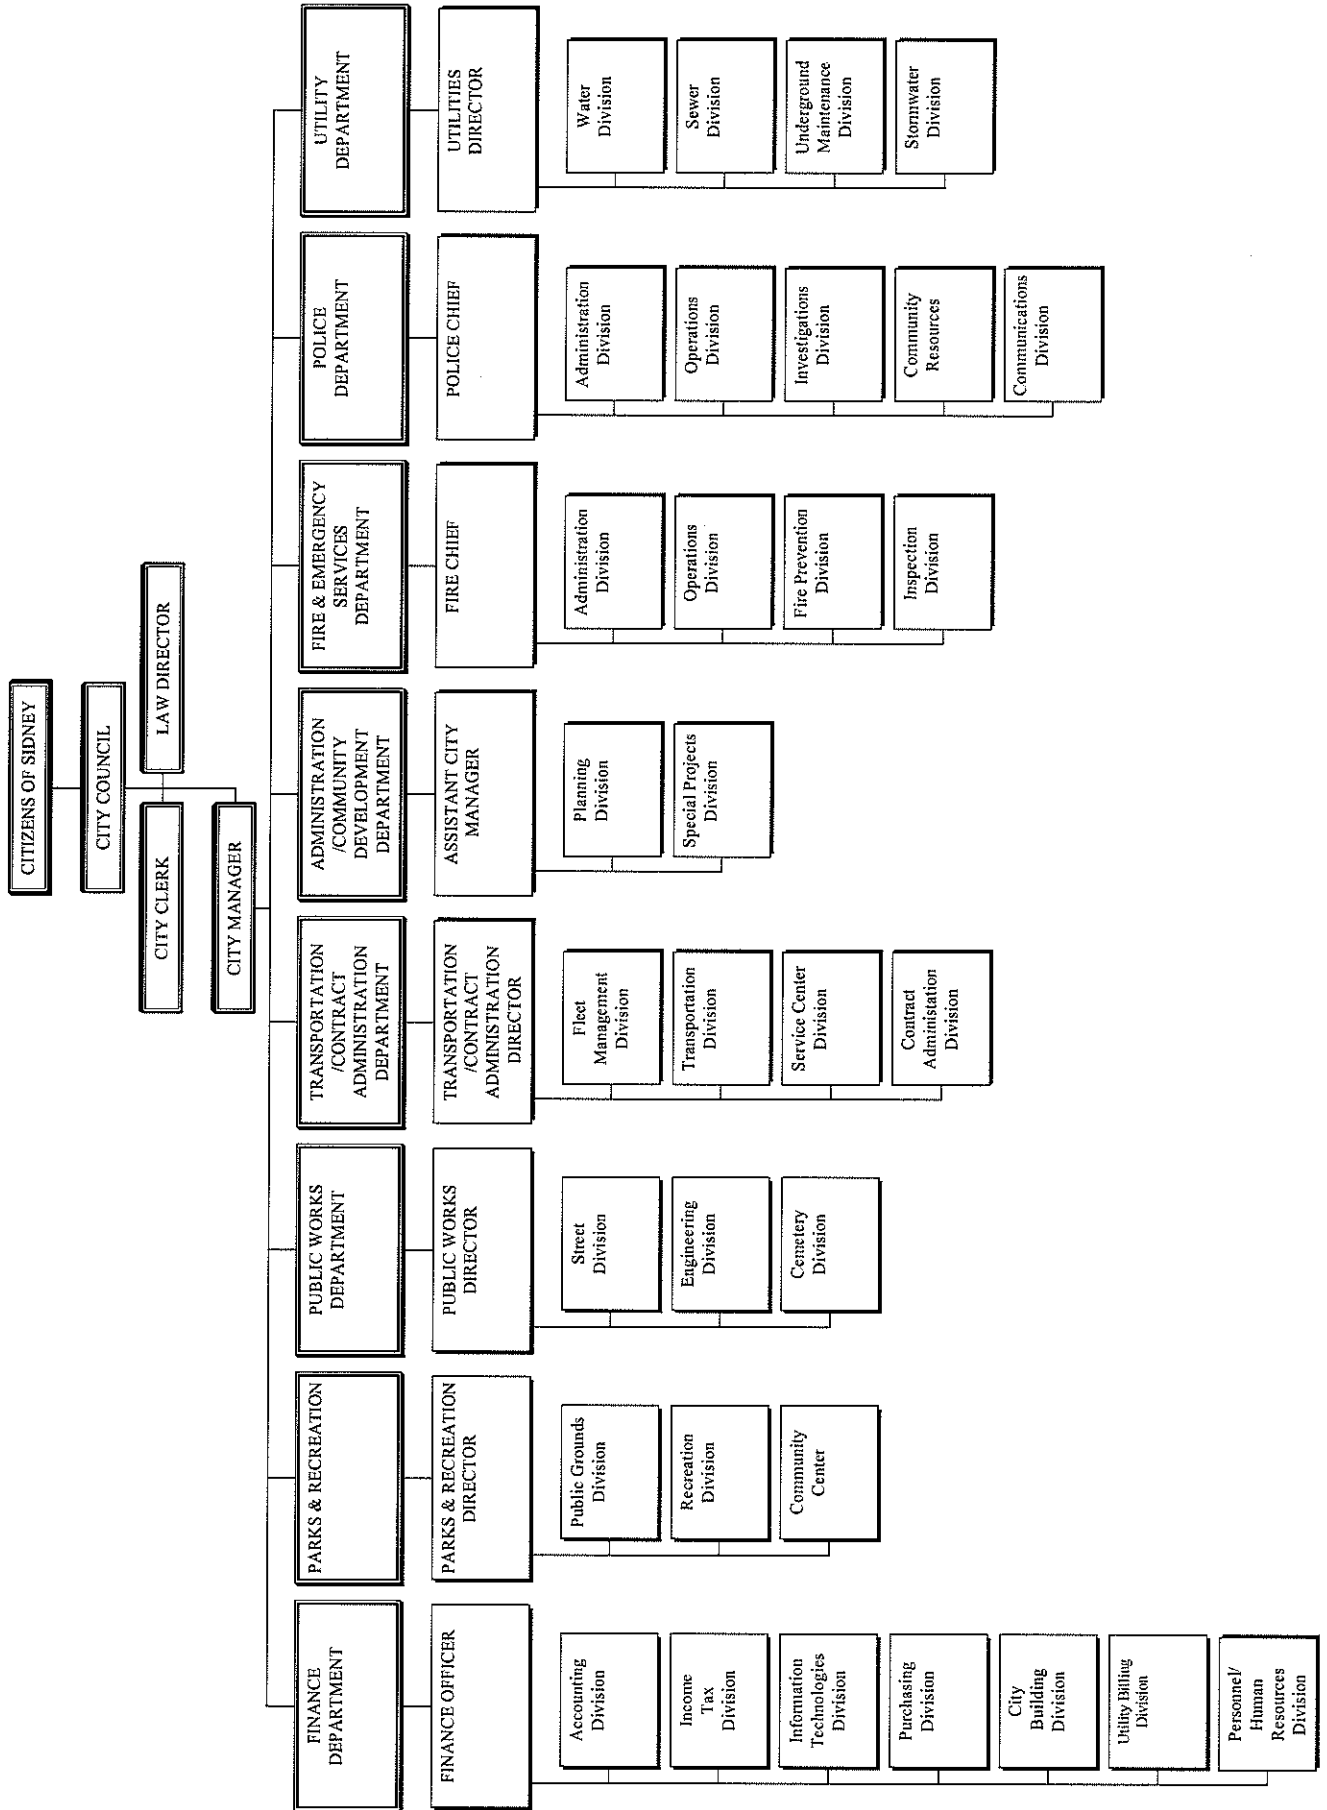 CITIZENS OF SIDNEY
CITY COUNCIL
CITY CLERK
LAW DIRECTOR
CITY MANAGER
FINANCE
DEPARTMENT
FINANCE OFFICER
Accounting
Division
Income
Tax
Division
Information
Technologies
Division
Purchasing
Division
City
Building
Division
Utility Billing
Division
Personnel/
Human
Resources
Division
PARKS & RECREATION
PARKS & RECREATION
DIRECTOR
Public Grounds
Division
Recreation
Division
Community
Center
PUBLIC WORKS
DEPARTMENT
PUBLIC WORKS
DIRECTOR
Street
Division
Engineering
Division
Cemetery
Division
TRANSPORTATION
/CONTRACT
ADMINISTRATION
DEPARTMENT
TRANSPORTATION
/CONTRACT
ADMINISTRATION
DIRECTOR
Fleet
Management
Division
Transportation
Division
Service Center
Division
Contract
Administation
Division
ADMINISTRATION
/COMMUNITY
DEVELOPMENT
DEPARTMENT
ASSISTANT CITY
MANAGER
Planning
Division
Special Projects
Division
FIRE & EMERGENCY
SERVICES
DEPARTMENT
FIRE CHIEF
Administration
Division
Operations
Division
Fire Prevention
Division
Inspection
Division
POLICE
DEPARTMENT
POLICE CHIEF
Administration
Division
Operations
Division
Investigations
Division
Community
Resources
Communications
Division
UTILITY
DEPARTMENT
UTILITIES
DIRECTOR
Water
Division
Sewer
Division
Underground
Maintenance
Division
Stormwater
Division